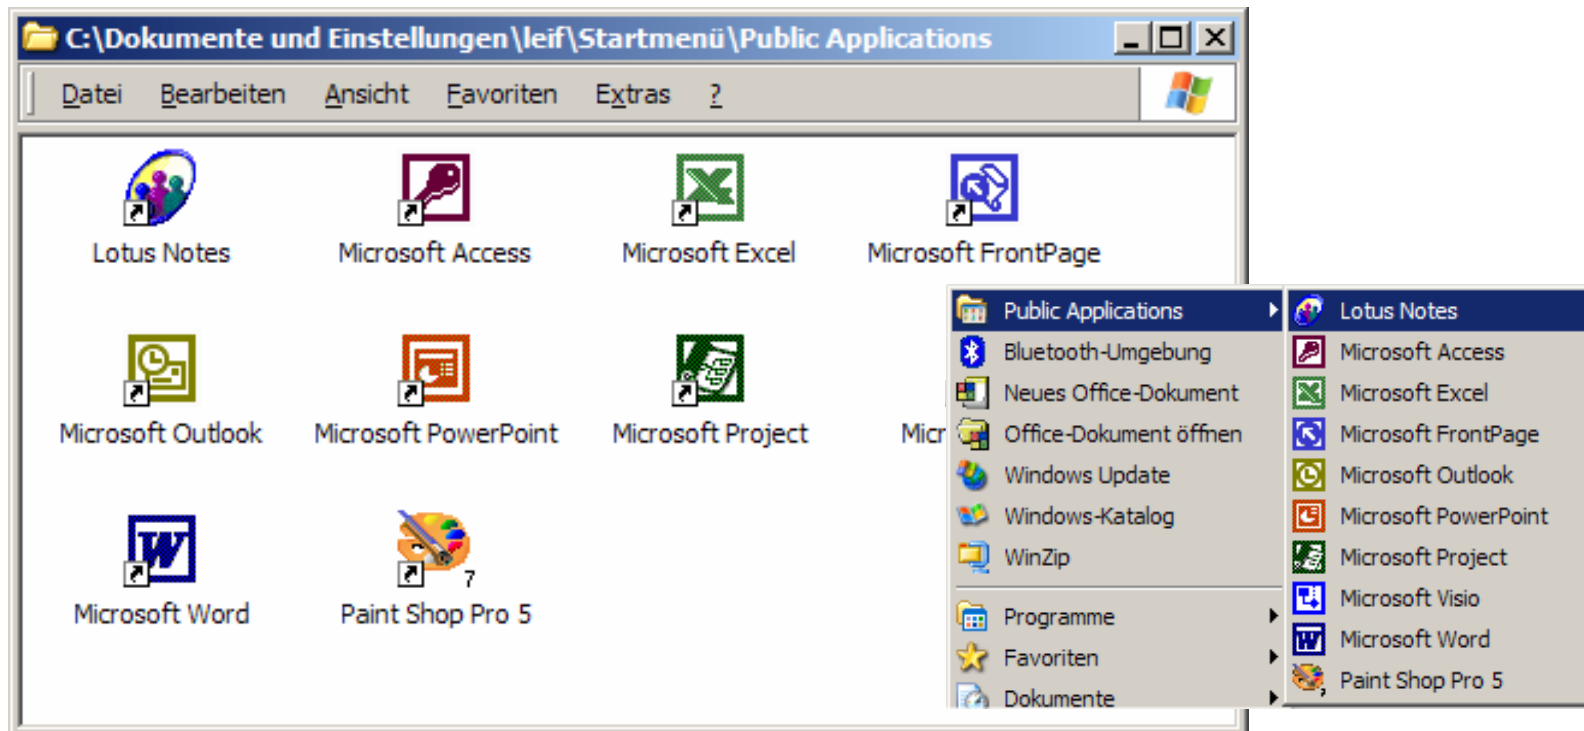 C:\Dokumente und Einstellungen\leif\Startmenü\Public Applications
Datei Bearbeiten Ansicht Favoriten Extras ?
Lotus Notes Microsoft Access Microsoft Excel Microsoft FrontPage
Microsoft Outlook Microsoft PowerPoint Microsoft Project Micr
Microsoft Word Paint Shop Pro 5
7
Public Applications
Bluetooth-Umgebung
Neues Office-Dokument
Office-Dokument öffnen
Windows Update
Windows-Katalog
WinZip
Programme
Favoriten
Dokumente
Lotus Notes
Microsoft Access
Microsoft Excel
Microsoft FrontPage
Microsoft Outlook
Microsoft PowerPoint
Microsoft Project
Microsoft Visio
Microsoft Word
Paint Shop Pro 5